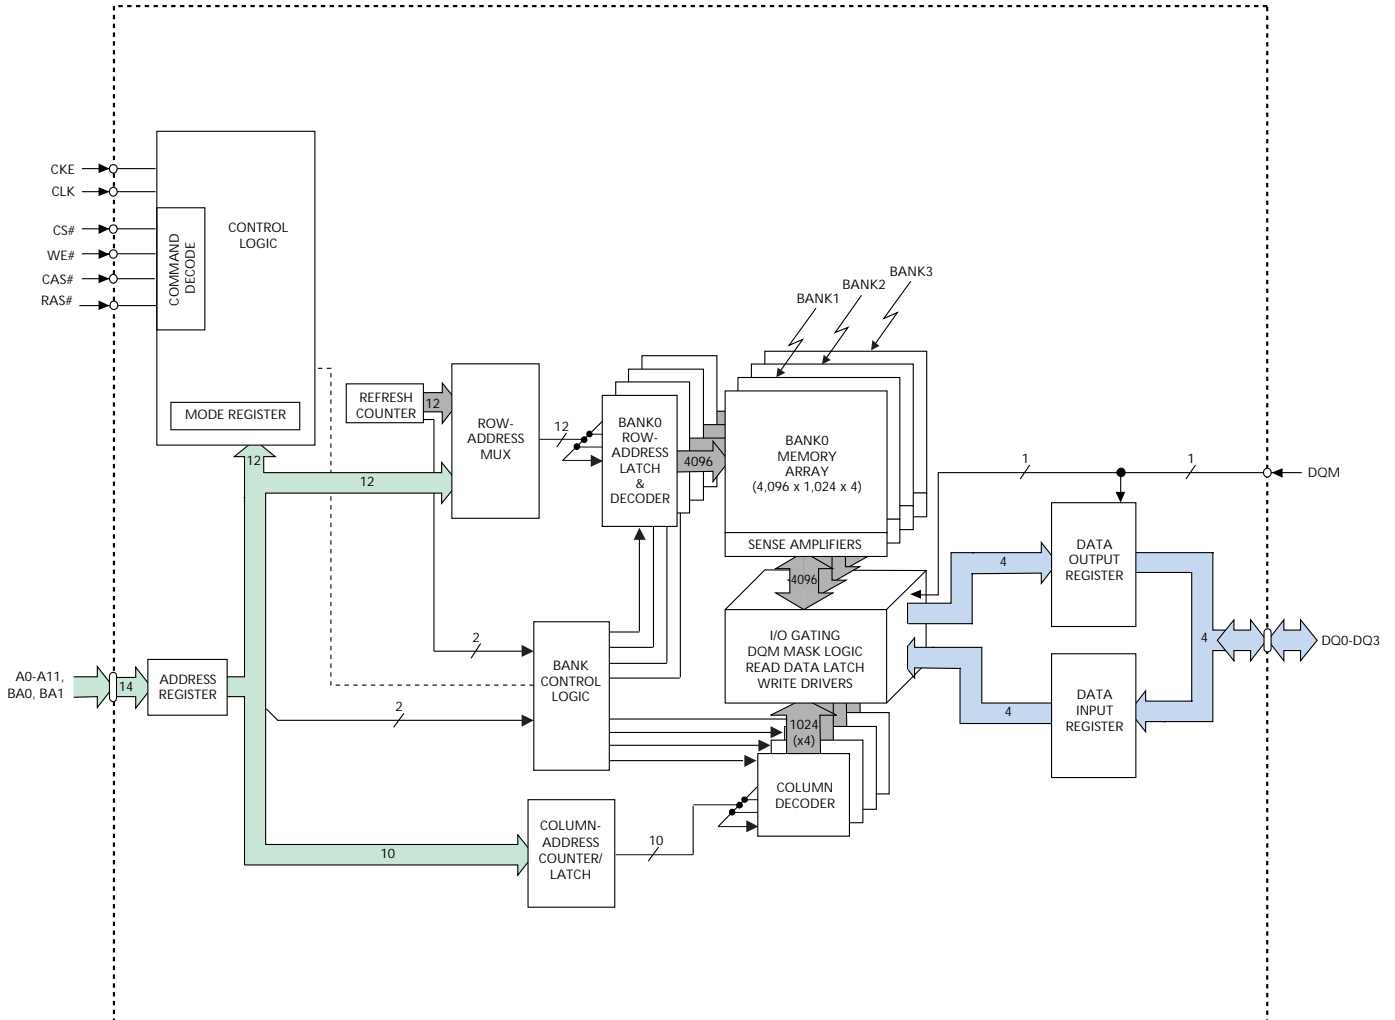 CKE
CLK
CS#
WE#
CAS#
RAS#
COMMAND
DECODE
CONTROL
LOGIC
MODE REGISTER
12
12
REFRESH
COUNTER
12
ROW-
ADDRESS
MUX
12
BANK0
ROW-
ADDRESS
LATCH
&
DECODER
4096
BANK1
BANK2
BANK3
BANK0
MEMORY
ARRAY
(4,096 x 1,024 x 4)
SENSE AMPLIFIERS
4096
I/O GATING
DQM MASK LOGIC
READ DATA LATCH
WRITE DRIVERS
1024
(x4)
COLUMN
DECODER
1
1
DQM
DATA
OUTPUT
REGISTER
4
4
DQ0-DQ3
DATA
INPUT
REGISTER
4
A0-A11,
BA0, BA1
14
ADDRESS
REGISTER
2
2
BANK
CONTROL
LOGIC
10
COLUMN-
ADDRESS
COUNTER/
LATCH
10